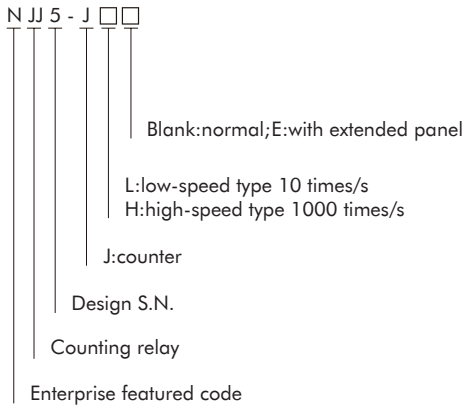 N JJ 5 - J □ □
Blank:normal;E:with extended panel
L:low-speed type 10 times/s
H:high-speed type 1000 times/s
J:counter
Design S.N.
Counting relay
Enterprise featured code